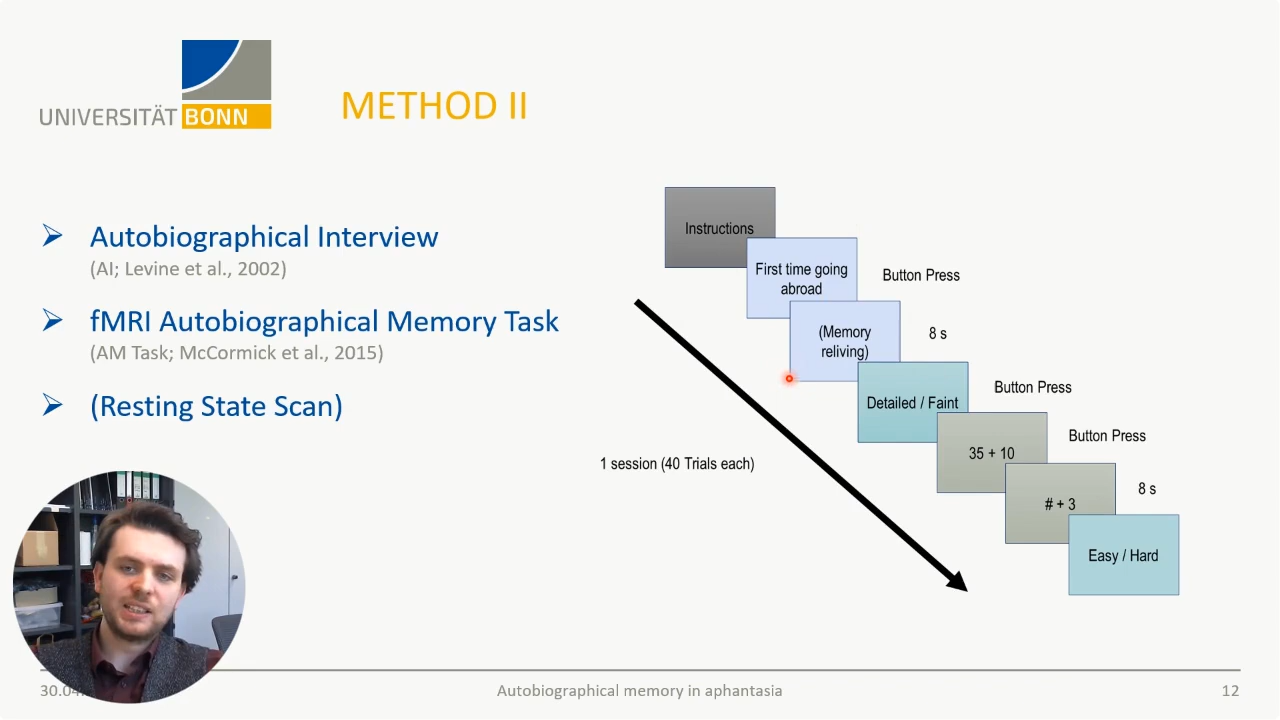 UNIVERSITÄT BONN
METHOD II
Autobiographical Interview
(AI; Levine et al., 2002)
fMRI Autobiographical Memory Task
(AM Task; McCormick et al., 2015)
(Resting State Scan)
Instructions
First time going
abroad
Button Press
(Memory
reliving)
8 s
Detailed / Faint
Button Press
35 + 10
Button Press
# + 3
8 s
Easy / Hard
1 session (40 Trials each)
Autobiographical memory in aphantasia
12